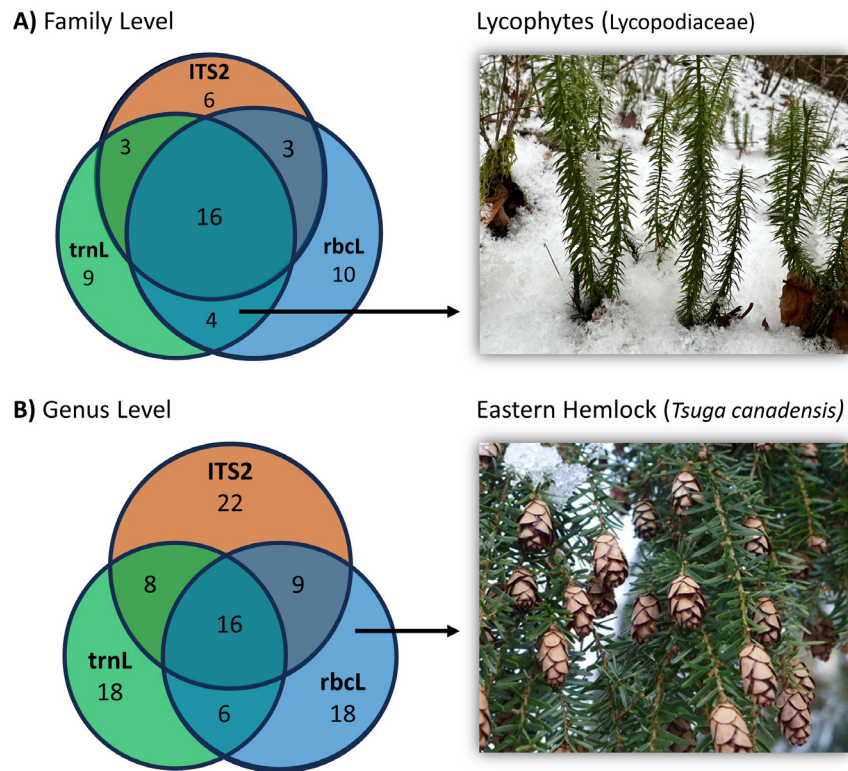 A) Family Level
Lycophytes (Lycopodiaceae)
ITS2
6
3
3
16
trnL
9
rbcL
10
4
B) Genus Level
Eastern Hemlock (Tsuga canadensis)
ITS2
22
8
9
16
trnL
18
rbcL
18
6